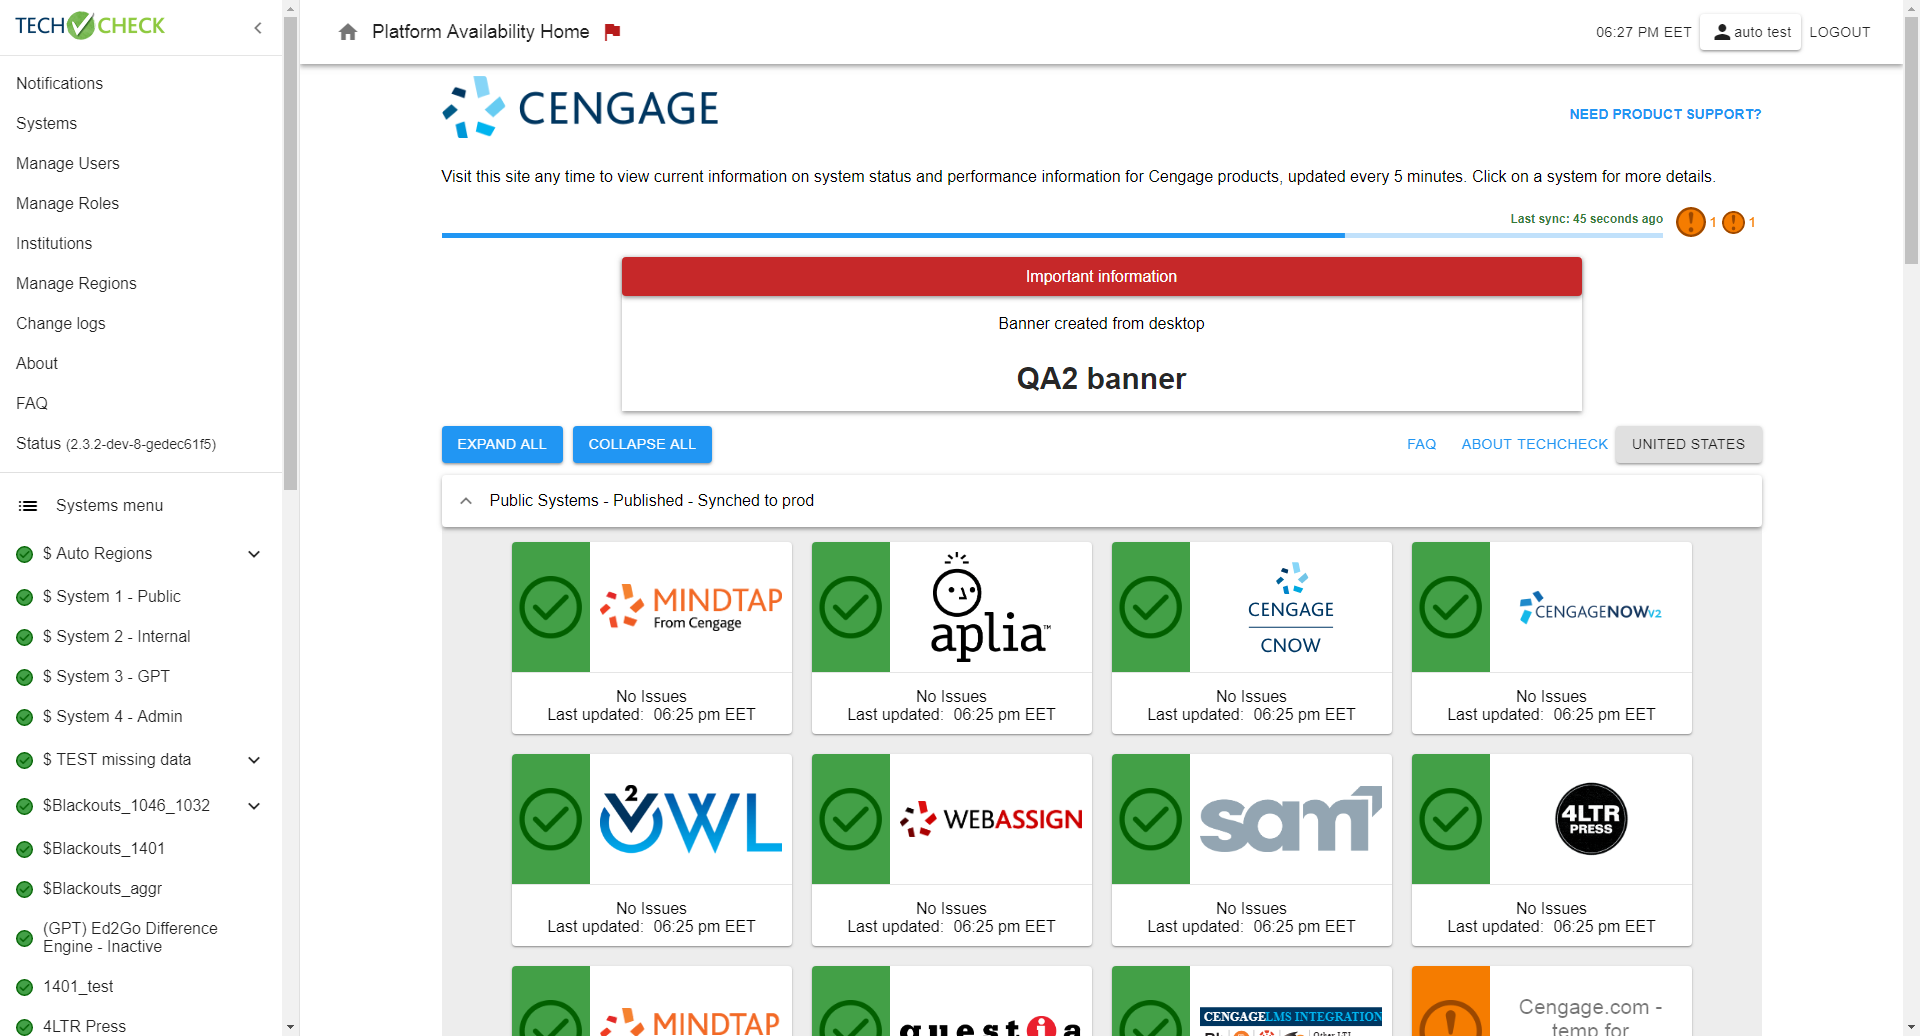 TECH CHECK
Notifications
Systems
Manage Users
Manage Roles
Institutions
Manage Regions
Change logs
About
FAQ
Status (2.3.2-dev-8-gedec61f5)
Systems menu
$ Auto Regions
$ System 1 - Public
$ System 2 - Internal
$ System 3 - GPT
$ System 4 - Admin
$ TEST missing data
$Blackouts_1046_1032
$Blackouts_1401
$Blackouts_aggr
(GPT) Ed2Go Difference
Engine - Inactive
1401_test
4LTR Press
Platform Availability Home
06:27 PM EET
auto test
LOGOUT
CENGAGE
NEED PRODUCT SUPPORT?
Visit this site any time to view current information on system status and performance information for Cengage products, updated every 5 minutes. Click on a system for more details.
Last sync: 45 seconds ago
1
1
Important information
Banner created from desktop
QA2 banner
EXPAND ALL
COLLAPSE ALL
FAQ
ABOUT TECHCHECK
UNITED STATES
Public Systems - Published - Synched to prod
MINDTAP
From Cengage
No Issues
Last updated: 06:25 pm EET
aplia™
No Issues
Last updated: 06:25 pm EET
CENGAGE
CNOW
No Issues
Last updated: 06:25 pm EET
CENGAGENOWV2
No Issues
Last updated: 06:25 pm EET
OWL
V2
No Issues
Last updated: 06:25 pm EET
WEBASSIGN
No Issues
Last updated: 06:25 pm EET
sam
No Issues
Last updated: 06:25 pm EET
4LTR
PRESS
No Issues
Last updated: 06:25 pm EET
MINDTAP
questia
CENGAGELMS INTEGRATION
Cengage.com -
temp for